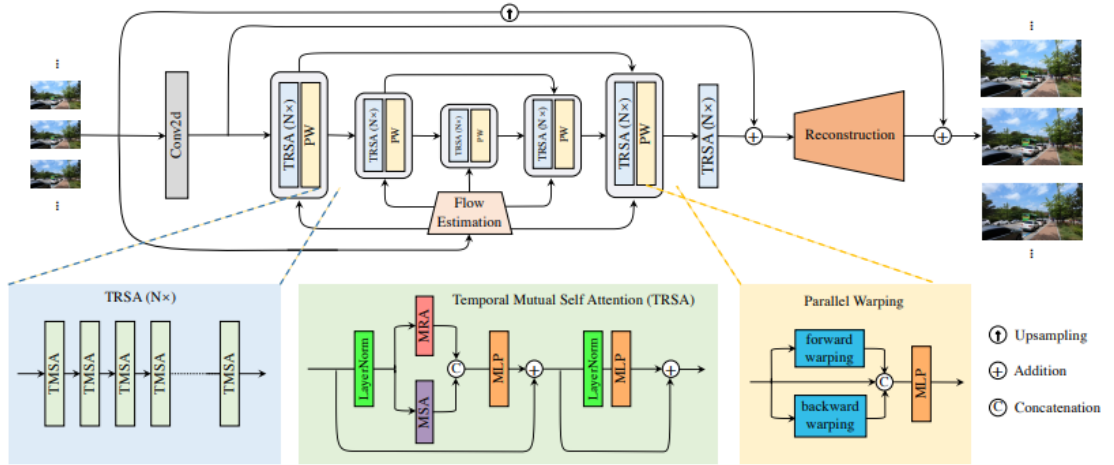 Conv2d
TRSA (N×)
PW
TRSA (N×)
PW
TRSA (N×)
PW
TRSA (N×)
PW
TRSA (N×)
PW
TRSA (N×)
Reconstruction
Flow
Estimation
TRSA (N×)
TMSA
TMSA
TMSA
TMSA
TMSA
Temporal Mutual Self Attention (TRSA)
LayerNorm
MRA
MSA
C
MLP
LayerNorm
MLP
Parallel Warping
forward
warping
backward
warping
C
MLP
Upsampling
Addition
C Concatenation